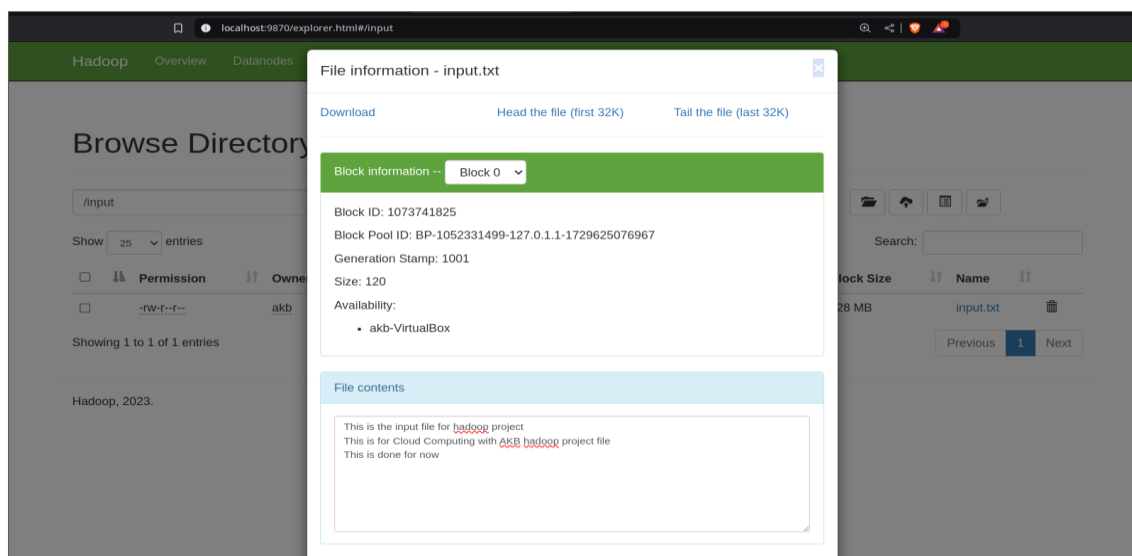 localhost:9870/explorer.html#/input
Hadoop Overview Datanodes
File information - input.txt
Download Head the file (first 32K) Tail the file (last 32K)
Browse Directory
Block information -- Block 0
/input
Block ID: 1073741825
Block Pool ID: BP-1052331499-127.0.1.1-1729625076967
Show 25 entries
Search:
Generation Stamp: 1001
Permission Owne
Size: 120
lock Size Name
Availability:
-rw-r--r-- akb
28 MB input.txt
akb-VirtualBox
Showing 1 to 1 of 1 entries
Previous 1 Next
File contents
Hadoop, 2023.
This is the input file for hadoop project
This is for Cloud Computing with AKB hadoop project file
This is done for now